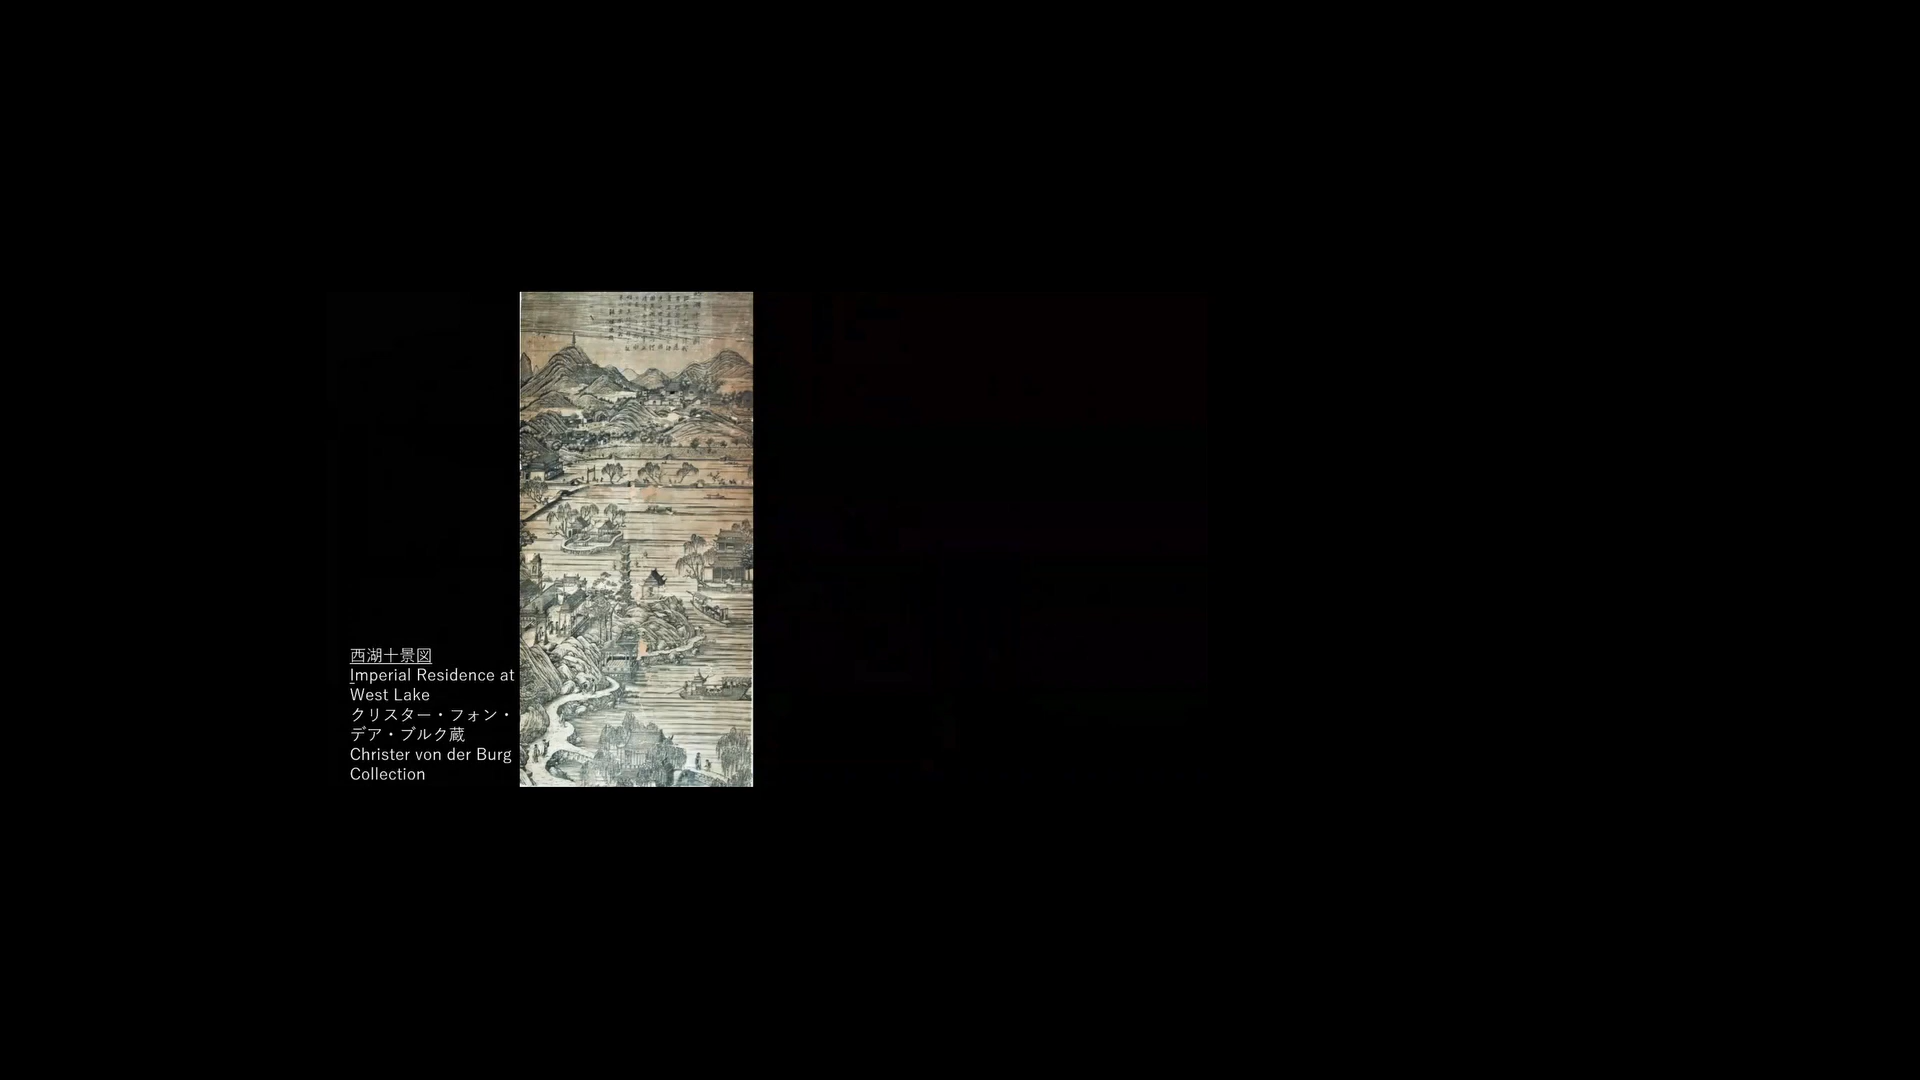 西湖十景図
Imperial Residence at
West Lake
クリスター・フォン・
デア・ブルク蔵
Christer von der Burg
Collection